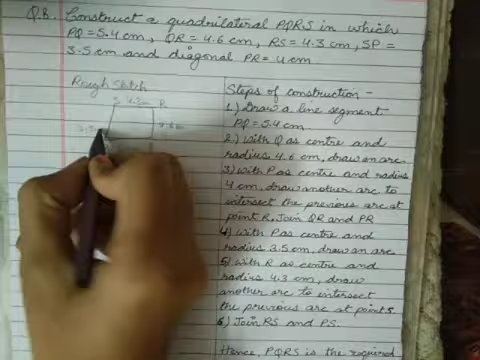 Q.8. Construct a quadrilateral PQRS in which
PQ = 5.4 cm, QR = 4.6 cm, RS = 4.3 cm, SP =
3.5 cm and diagonal PR = 4 cm
Rough Sketch
S 4.3cm R
Steps of construction -
1.) Draw a line segment
PQ = 5.4 cm.
2.) With Q as centre and
radius 4.6 cm, draw an arc.
3) With P as centre and radius
4 cm, draw another arc to
intersect the previous arc at
point R. Join QR and PR
4) With P as centre and
radius 3.5 cm, draw an arc
5) With R as centre and
radius 4.3 cm, draw
another arc to intersect
the previous arc at point S.
6) Join RS and PS.
Hence, PQRS is the required